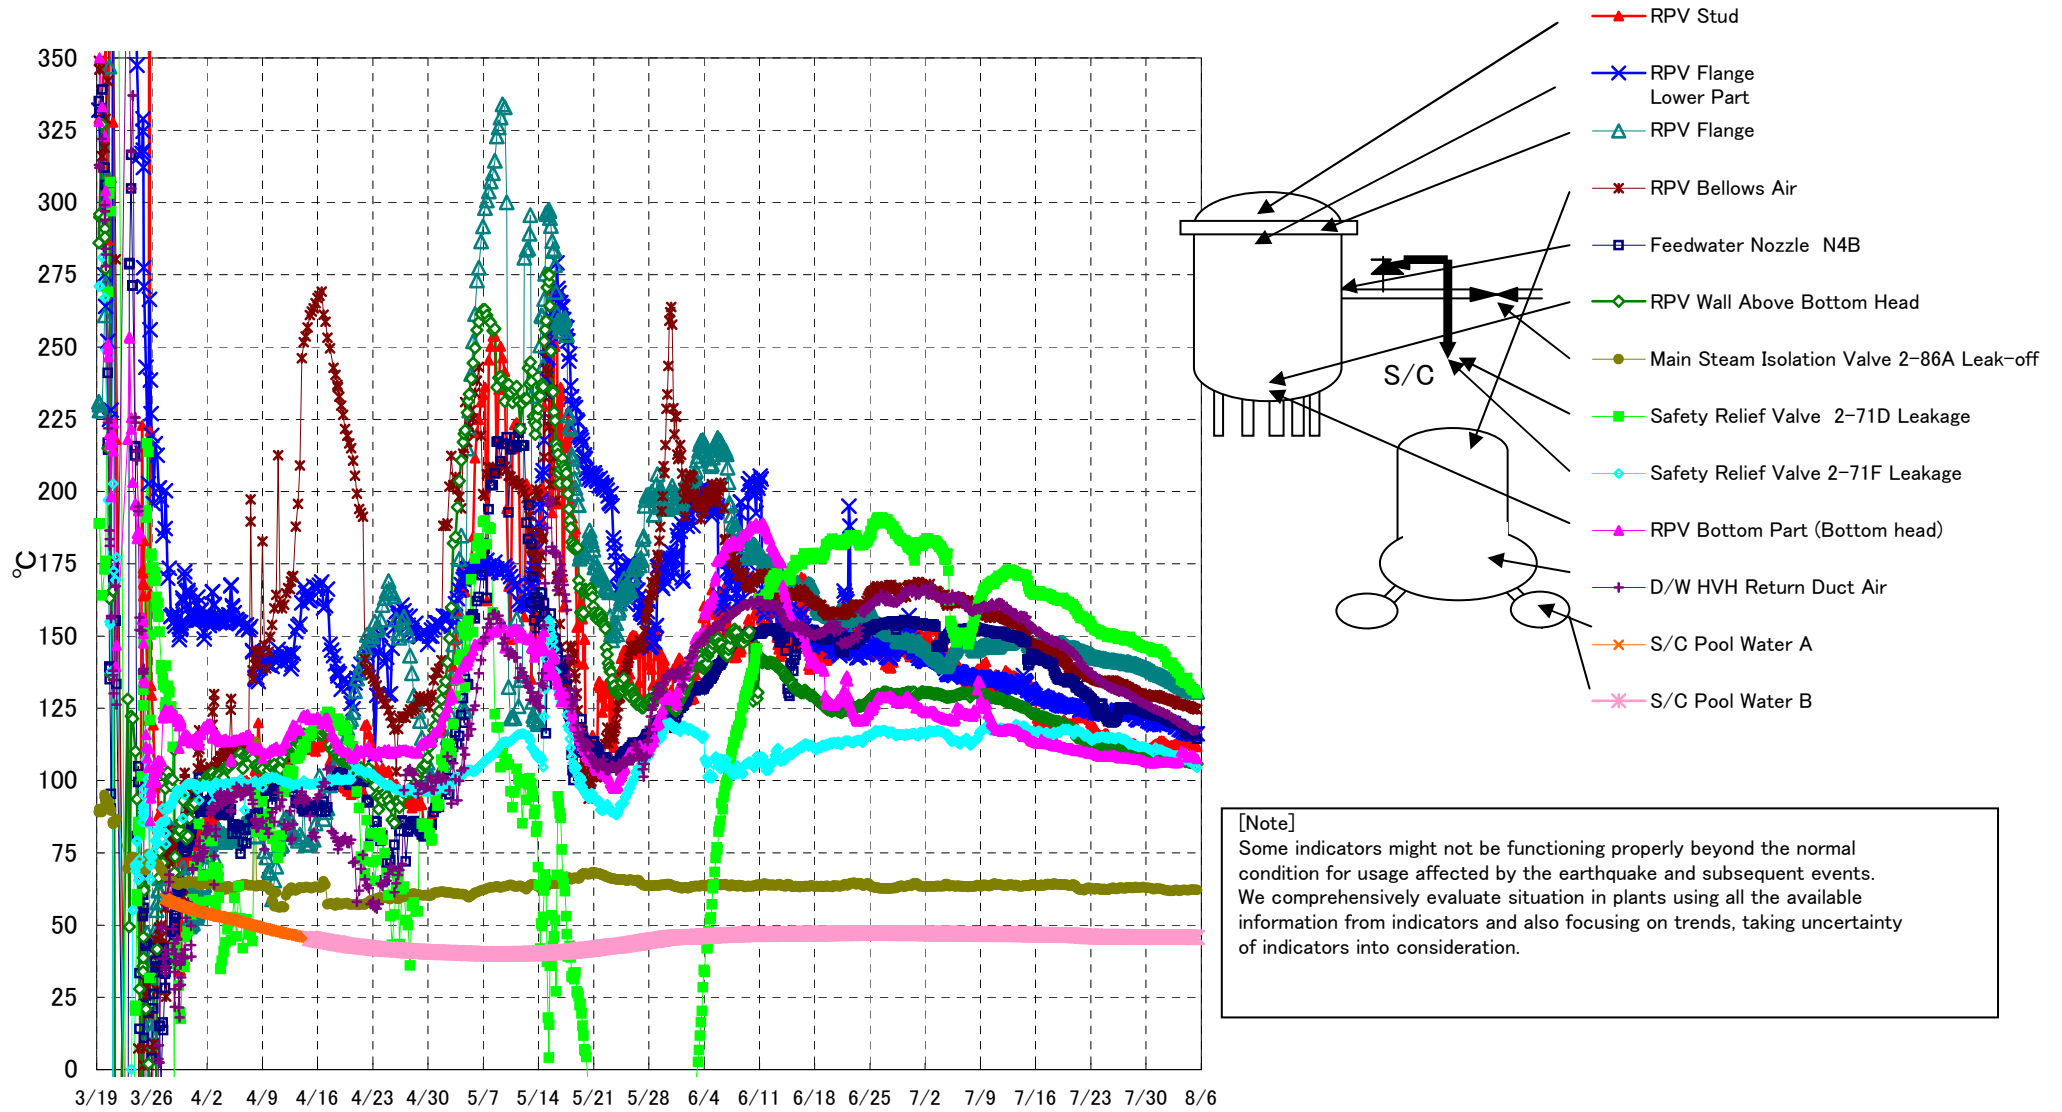 350
325
300
275
250
225
200
175
150
125
100
75
50
25
0
℃
3/19 3/26 4/2 4/9 4/16 4/23 4/30 5/7 5/14 5/21 5/28 6/4 6/11 6/18 6/25 7/2 7/9 7/16 7/23 7/30 8/6
RPV Stud
RPV Flange
Lower Part
RPV Flange
RPV Bellows Air
Feedwater Nozzle N4B
RPV Wall Above Bottom Head
Main Steam Isolation Valve 2-86A Leak-off
Safety Relief Valve 2-71D Leakage
Safety Relief Valve 2-71F Leakage
RPV Bottom Part (Bottom head)
D/W HVH Return Duct Air
S/C Pool Water A
S/C Pool Water B
S/C
[Note]
Some indicators might not be functioning properly beyond the normal
condition for usage affected by the earthquake and subsequent events.
We comprehensively evaluate situation in plants using all the available
information from indicators and also focusing on trends, taking uncertainty
of indicators into consideration.